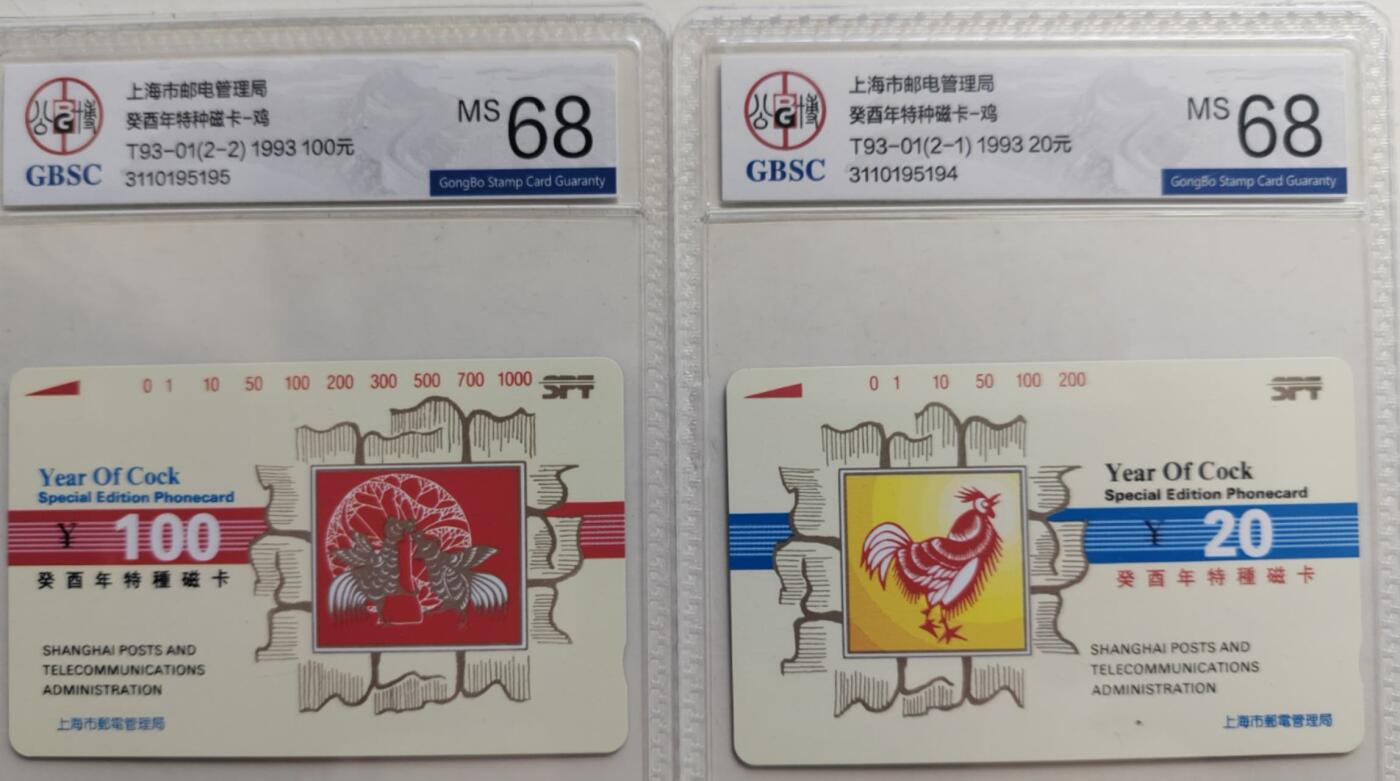 公博
BG
GBSC
上海市邮电管理局
癸酉年特种磁卡-鸡
T93-01(2-2) 1993 100元
3110195195
MS 68
GongBo Stamp Card Guaranty
0 1 10 50 100 200 300 500 700 1000
SPT
Year Of Cock
Special Edition Phonecard
¥ 100
癸酉年特種磁卡
SHANGHAI POSTS AND
TELECOMMUNICATIONS
ADMINISTRATION
上海市郵電管理局
公博
BG
GBSC
上海市邮电管理局
癸酉年特种磁卡-鸡
T93-01(2-1) 1993 20元
3110195194
MS 68
GongBo Stamp Card Guaranty
0 1 10 50 100 200
SPT
Year Of Cock
Special Edition Phonecard
¥ 20
癸酉年特種磁卡
SHANGHAI POSTS AND
TELECOMMUNICATIONS
ADMINISTRATION
上海市郵電管理局